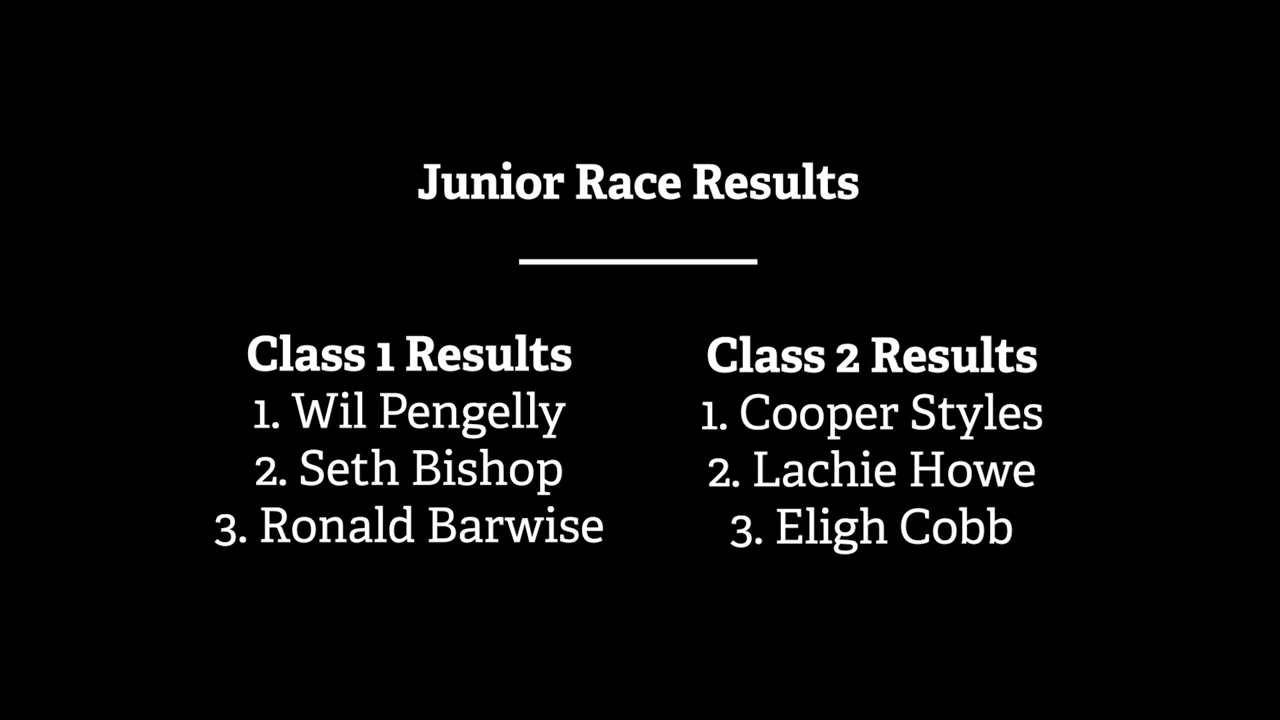 Junior Race Results
Class 1 Results
1. Wil Pengelly
2. Seth Bishop
3. Ronald Barwise
Class 2 Results
1. Cooper Styles
2. Lachie Howe
3. Eligh Cobb